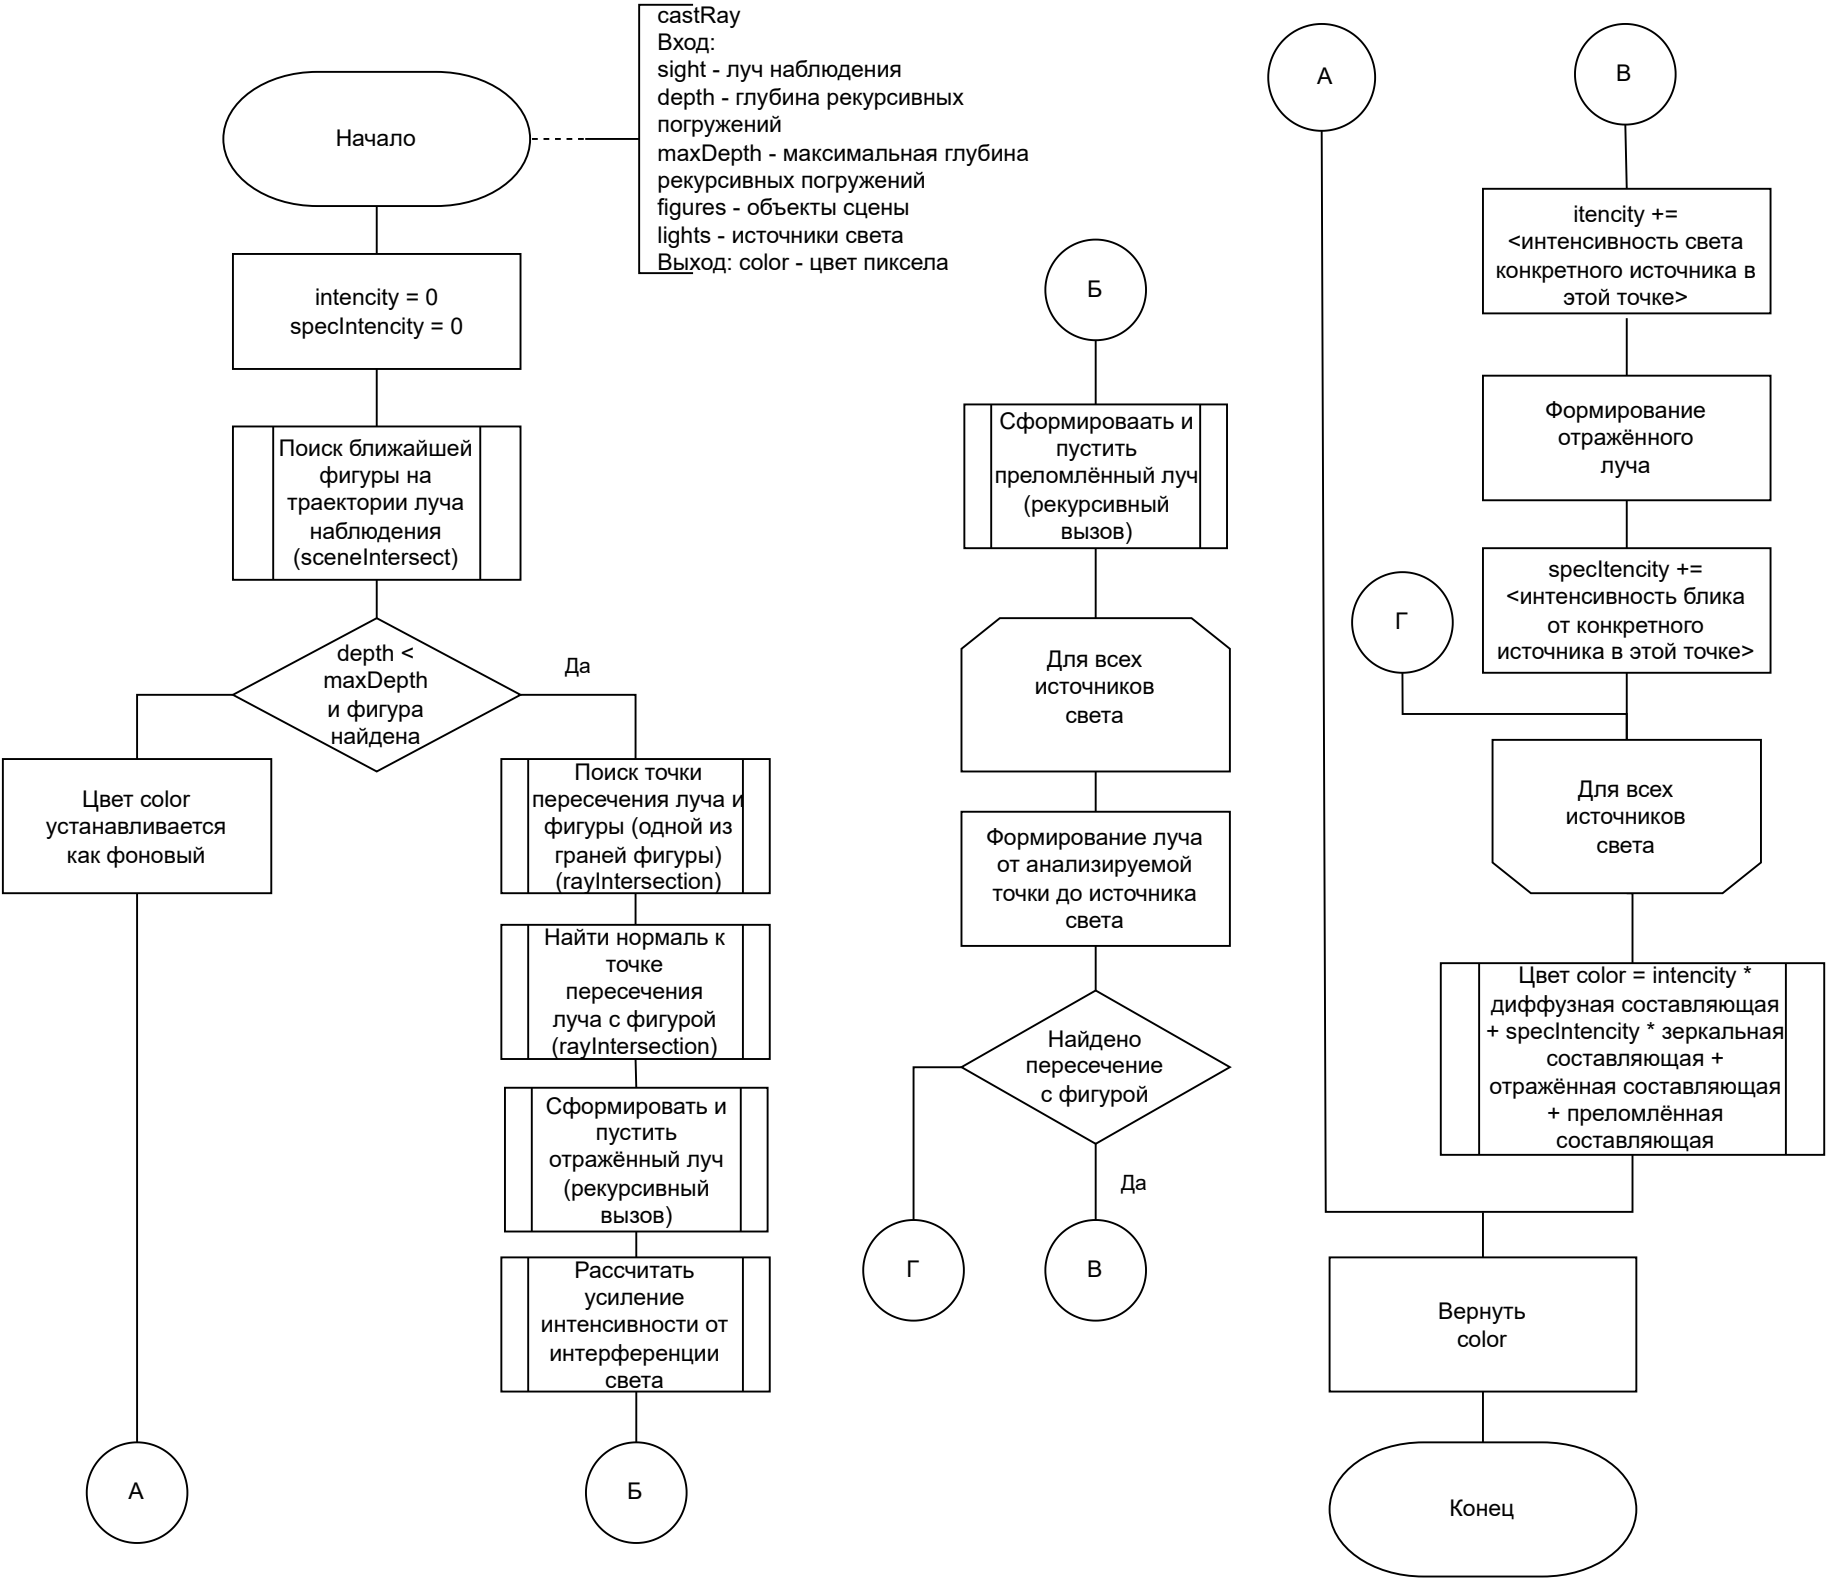 Начало
castRay
Вход:
sight - луч наблюдения
depth - глубина рекурсивных
погружений
maxDepth - максимальная глубина
рекурсивных погружений
figures - объекты сцены
lights - источники света
Выход: color - цвет пиксела
intencity = 0
specIntencity = 0
Поиск ближайшей
фигуры на
траектории луча
наблюдения
(sceneIntersect)
depth <
maxDepth
и фигура
найдена
Да
Цвет color
устанавливается
как фоновый
А
Поиск точки
пересечения луча и
фигуры (одной из
граней фигуры)
(rayIntersection)
Найти нормаль к
точке
пересечения
луча с фигурой
(rayIntersection)
Сформировать и
пустить
отражённый луч
(рекурсивный
вызов)
Рассчитать
усиление
интенсивности от
интерференции
света
Б
Б
Сформироваать и
пустить
преломлённый луч
(рекурсивный
вызов)
Для всех
источников
света
Формирование луча
от анализируемой
точки до источника
света
Найдено
пересечение
с фигурой
Да
Г
В
А
В
itencity +=
<интенсивность света
конкретного источника в
этой точке>
Формирование
отражённого
луча
specItencity +=
<интенсивность блика
от конкретного
источника в этой точке>
Г
Для всех
источников
света
Цвет color = intencity *
диффузная составляющая
+ specIntencity * зеркальная
составляющая +
отражённая составляющая
+ преломлённая
составляющая
Вернуть
color
Конец